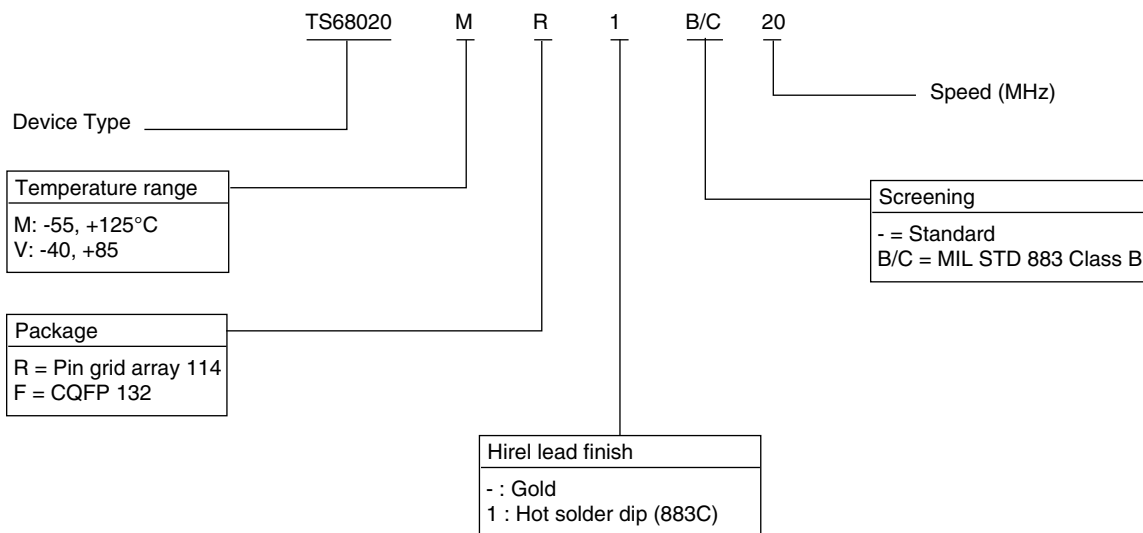 TS68020 M R 1 B/C 20
Speed (MHz)
Device Type
Temperature range
M: -55, +125°C
V: -40, +85
Screening
- = Standard
B/C = MIL STD 883 Class B
Package
R = Pin grid array 114
F = CQFP 132
Hirel lead finish
- : Gold
1 : Hot solder dip (883C)